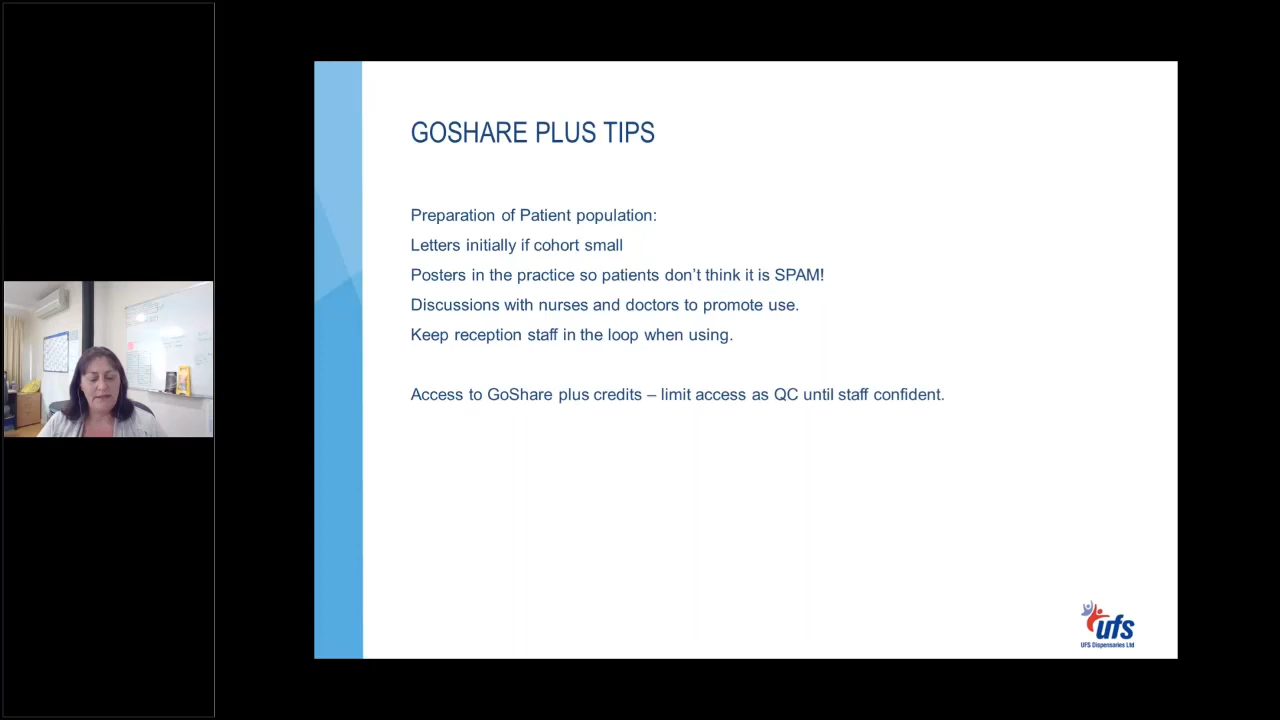 GOSHARE PLUS TIPS
Preparation of Patient population:
Letters initially if cohort small
Posters in the practice so patients don't think it is SPAM!
Discussions with nurses and doctors to promote use.
Keep reception staff in the loop when using.
Access to GoShare plus credits – limit access as QC until staff confident.
ufs
UFS Dispensaries Ltd